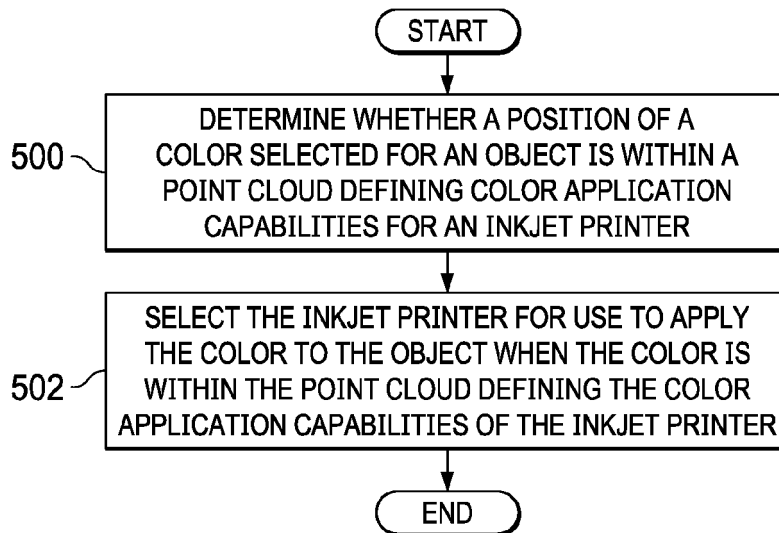 START
500
DETERMINE WHETHER A POSITION OF A
COLOR SELECTED FOR AN OBJECT IS WITHIN A
POINT CLOUD DEFINING COLOR APPLICATION
CAPABILITIES FOR AN INKJET PRINTER
502
SELECT THE INKJET PRINTER FOR USE TO APPLY
THE COLOR TO THE OBJECT WHEN THE COLOR IS
WITHIN THE POINT CLOUD DEFINING THE COLOR
APPLICATION CAPABILITIES OF THE INKJET PRINTER
END